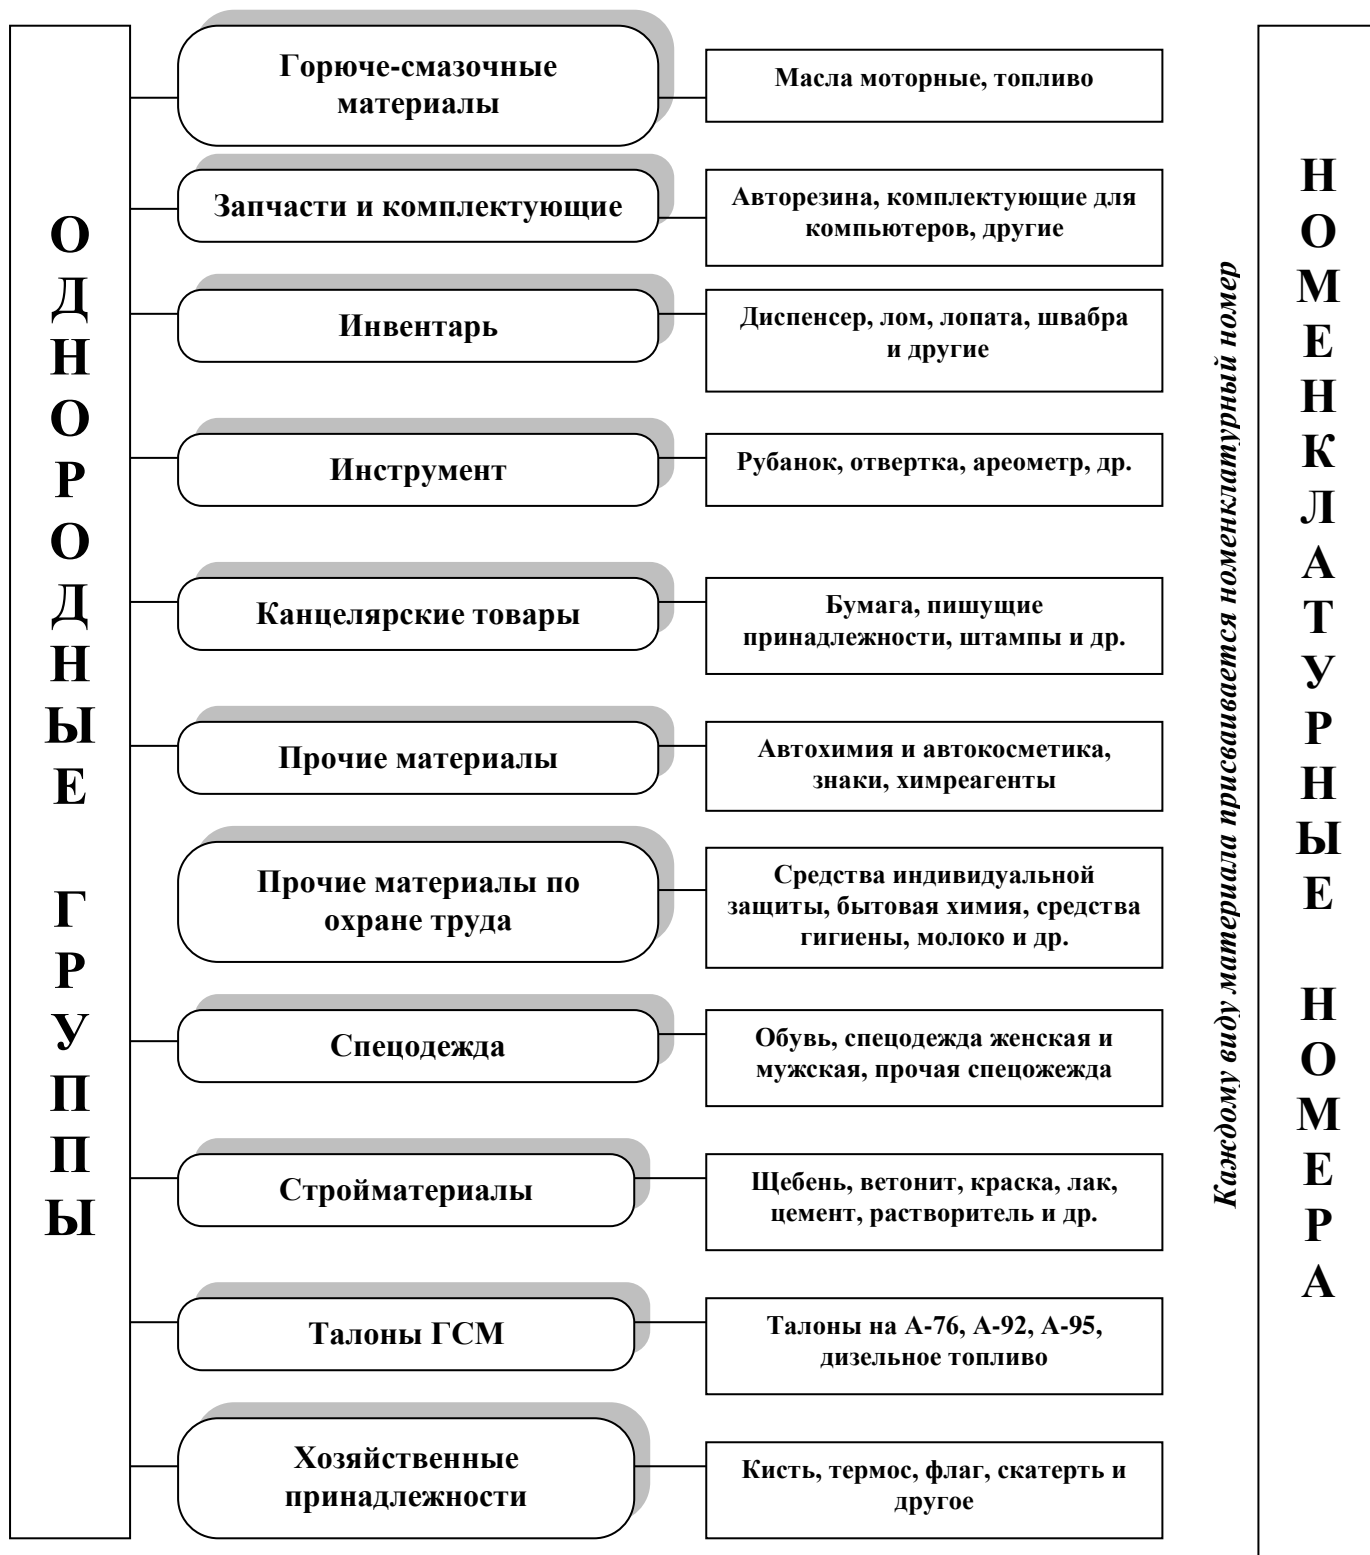 ОДНОРОДНЫЕ ГРУППЫ
Горюче-смазочные
материалы
Масла моторные, топливо
Запчасти и комплектующие
Авторезина, комплектующие для
компьютеров, другие
Инвентарь
Диспенсер, лом, лопата, швабра
и другие
Инструмент
Рубанок, отвертка, ареометр, др.
Канцелярские товары
Бумага, пишущие
принадлежности, штампы и др.
Прочие материалы
Автохимия и автокосметика,
знаки, химреагенты
Прочие материалы по
охране труда
Средства индивидуальной
защиты, бытовая химия, средства
гигиены, молоко и др.
Спецодежда
Обувь, спецодежда женская и
мужская, прочая спецожежда
Стройматериалы
Щебень, ветонит, краска, лак,
цемент, растворитель и др.
Талоны ГСМ
Талоны на А-76, А-92, А-95,
дизельное топливо
Хозяйственные
принадлежности
Кисть, термос, флаг, скатерть и
другое
Каждому виду материала присваивается номенклатурный номер
НОМЕНКЛАТУРНЫЕ НОМЕРА